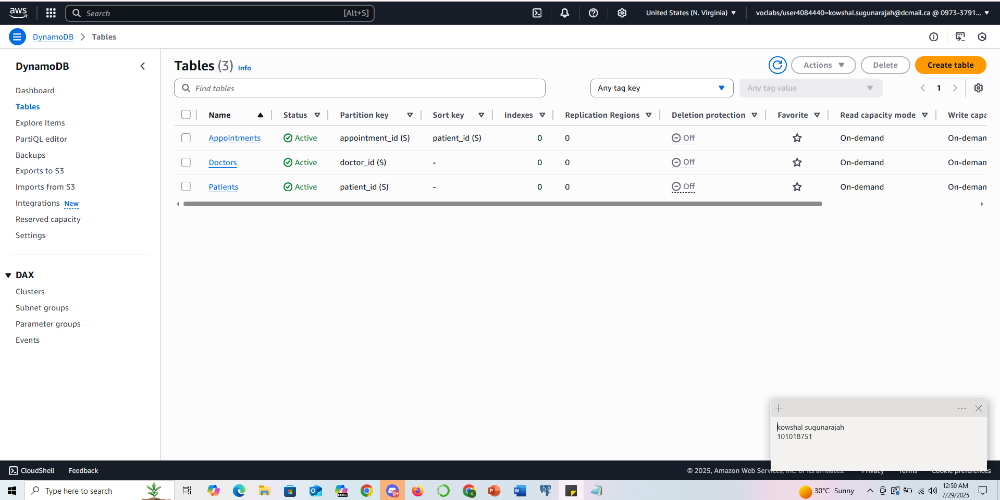 aws
Search [Alt+S]
United States (N. Virginia)
voclabs/user4084440=kowshal.sugunarajah@dcmail.ca @ 0973-3791...
DynamoDB
Tables
DynamoDB
Dashboard
Tables
Explore items
PartiQL editor
Backups
Exports to S3
Imports from S3
Integrations New
Reserved capacity
Settings
DAX
Clusters
Subnet groups
Parameter groups
Events
Tables (3) Info
Actions
Delete
Create table
Find tables
Any tag key
Any tag value
1
Name Status Partition key Sort key Indexes Replication Regions Deletion protection Favorite Read capacity mode Write capa
Appointments Active appointment_id (S) patient_id (S) 0 0 Off On-demand On-deman
Doctors Active doctor_id (S) - 0 0 Off On-demand On-deman
Patients Active patient_id (S) - 0 0 Off On-demand On-deman
kowshal sugunarajah
101018751
CloudShell Feedback
© 2025, Amazon Web Services, Inc. or its affiliates. Privacy Terms Cookie preferences
Type here to search
M365
9+
30°C Sunny
12:50 AM
7/29/2025